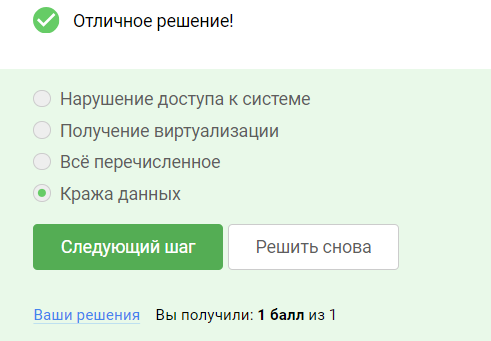 Отличное решение!
Нарушение доступа к системе
Получение виртуализации
Всё перечисленное
Кража данных
Следующий шаг Решить снова
Ваши решения Вы получили: 1 балл из 1